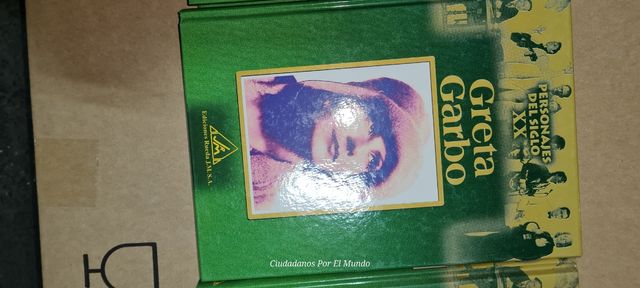 PERSONAJES
DEL SIGLO
XX
Greta
Garbo
Ediciones Rueda J.M. S.A.
Ciudadanos Por El Mundo